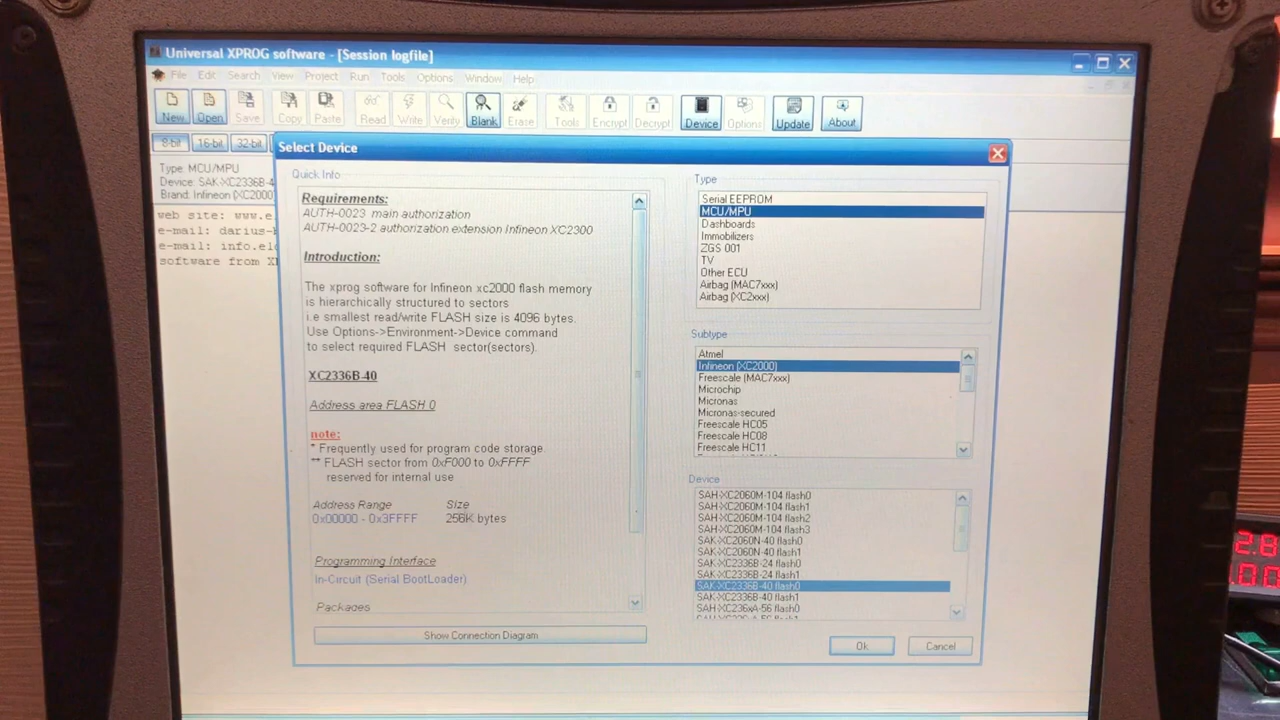 Universal XPROG software - [Session logfile]
File Edit Search View Project Run Tools Options Window Help
New Open Save Copy Paste Read Write Verify Blank Erase Tools Encrypt Decrypt Device Options Update About
8-bit 16-bit 32-bit
Type: MCU/MPU
Device: SAK-XC2336B-4
Brand: Infineon (XC2000)
web site: www.e
e-mail: darius-
e-mail: info.el
software from X
Select Device
Quick Info
Requirements:
AUTH-0023 main authorization
AUTH-0023-2 authorization extension Infineon XC2300
Introduction:
The xprog software for Infineon xc2000 flash memory
is hierarchically structured to sectors
i.e smallest read/write FLASH size is 4096 bytes.
Use Options->Environment->Device command
to select required FLASH sector(sectors).
XC2336B-40
Address area FLASH 0
note:
* Frequently used for program code storage.
** FLASH sector from 0xF000 to 0xFFFF
reserved for internal use
Address Range Size
0x00000 - 0x3FFFF 256K bytes
Programming Interface
In-Circuit (Serial BootLoader)
Packages
Show Connection Diagram
Type
Serial EEPROM
MCU/MPU
Dashboards
Immobilizers
ZGS 001
TV
Other ECU
Airbag (MAC7xxx)
Airbag (XC2xxx)
Subtype
Atmel
Infineon (XC2000)
Freescale (MAC7xxx)
Microchip
Micronas
Micronas-secured
Freescale HC05
Freescale HC08
Freescale HC11
Device
SAH-XC2060M-104 flash0
SAH-XC2060M-104 flash1
SAH-XC2060M-104 flash2
SAH-XC2060M-104 flash3
SAK-XC2060N-40 flash0
SAK-XC2060N-40 flash1
SAK-XC2336B-24 flash0
SAK-XC2336B-24 flash1
SAK-XC2336B-40 flash0
SAK-XC2336B-40 flash1
SAH-XC236xA-56 flash0
Ok Cancel
2.8
.00